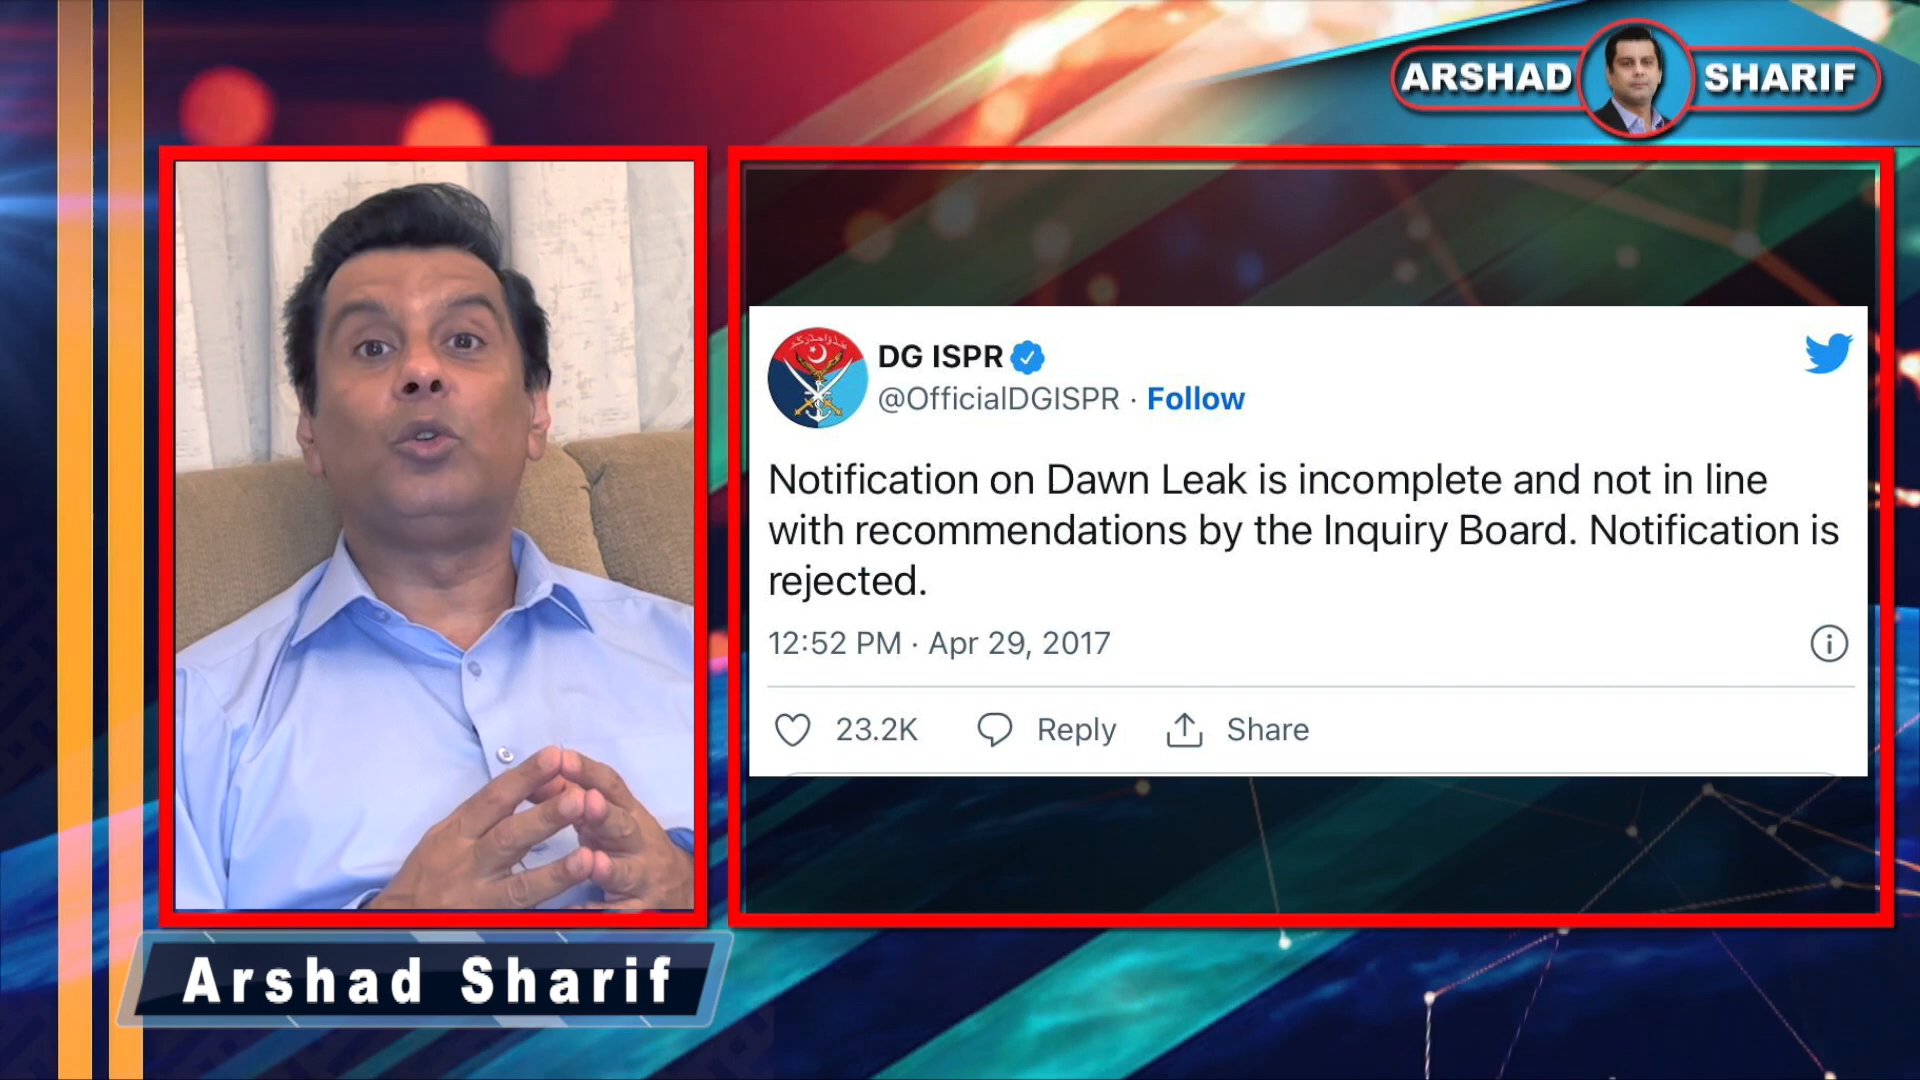 ARSHAD SHARIF
DG ISPR
@OfficialDGISPR · Follow
Notification on Dawn Leak is incomplete and not in line
with recommendations by the Inquiry Board. Notification is
rejected.
12:52 PM · Apr 29, 2017
23.2K Reply Share
Arshad Sharif